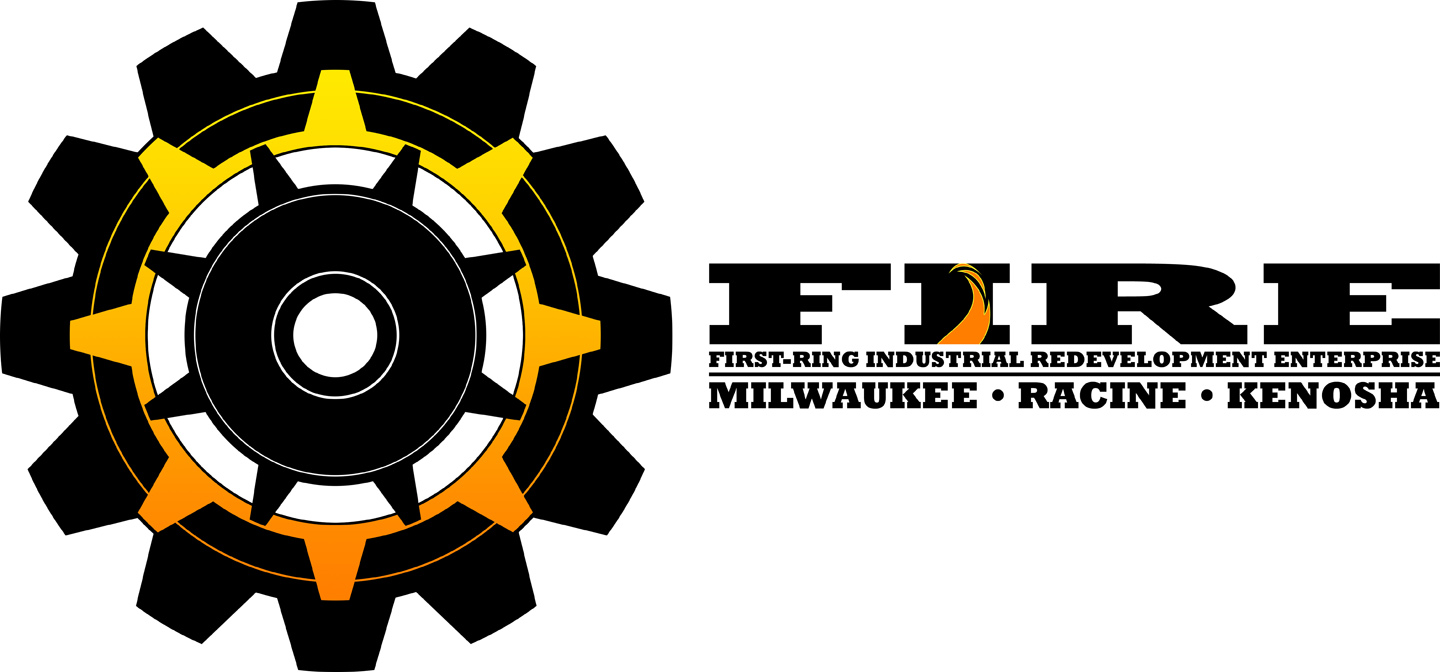 FIRE
FIRST-RING INDUSTRIAL REDEVELOPMENT ENTERPRISE
MILWAUKEE • RACINE • KENOSHA